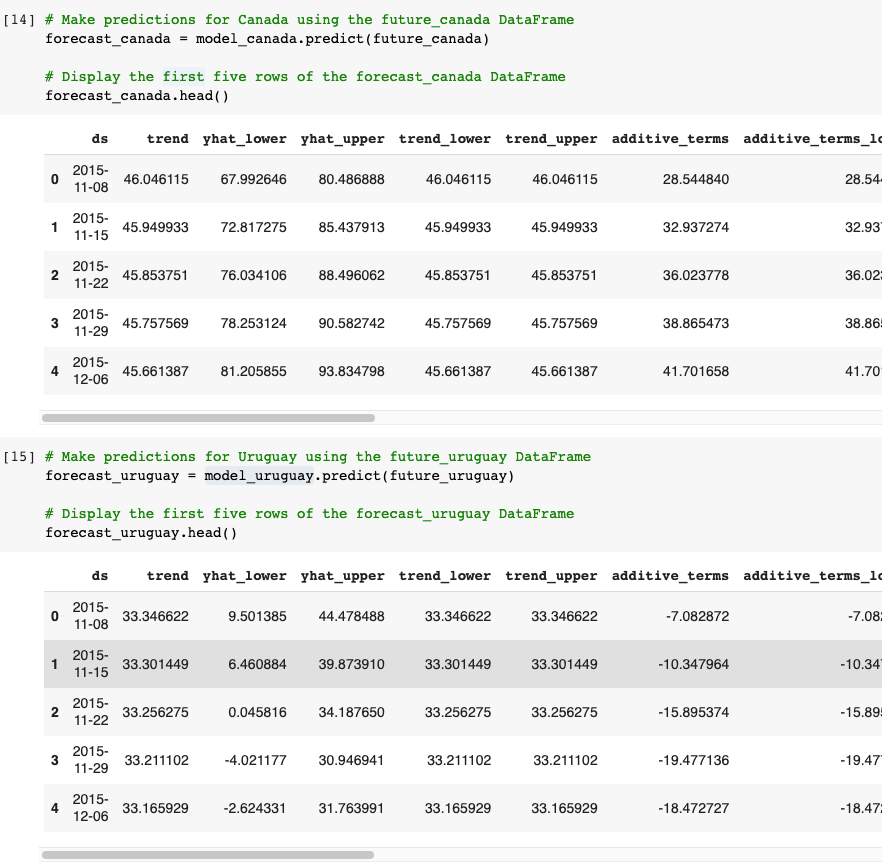 [14] # Make predictions for Canada using the future_canada DataFrame
forecast_canada = model_canada.predict(future_canada)
# Display the first five rows of the forecast_canada DataFrame
forecast_canada.head()
ds trend yhat_lower yhat_upper trend_lower trend_upper additive_terms additive_terms_lo
0 2015-11-08 46.046115 67.992646 80.486888 46.046115 46.046115 28.544840 28.54
1 2015-11-15 45.949933 72.817275 85.437913 45.949933 45.949933 32.937274 32.93
2 2015-11-22 45.853751 76.034106 88.496062 45.853751 45.853751 36.023778 36.02
3 2015-11-29 45.757569 78.253124 90.582742 45.757569 45.757569 38.865473 38.86
4 2015-12-06 45.661387 81.205855 93.834798 45.661387 45.661387 41.701658 41.70
[15] # Make predictions for Uruguay using the future_uruguay DataFrame
forecast_uruguay = model_uruguay.predict(future_uruguay)
# Display the first five rows of the forecast_uruguay DataFrame
forecast_uruguay.head()
ds trend yhat_lower yhat_upper trend_lower trend_upper additive_terms additive_terms_lo
0 2015-11-08 33.346622 9.501385 44.478488 33.346622 33.346622 -7.082872 -7.08
1 2015-11-15 33.301449 6.460884 39.873910 33.301449 33.301449 -10.347964 -10.34
2 2015-11-22 33.256275 0.045816 34.187650 33.256275 33.256275 -15.895374 -15.89
3 2015-11-29 33.211102 -4.021177 30.946941 33.211102 33.211102 -19.477136 -19.47
4 2015-12-06 33.165929 -2.624331 31.763991 33.165929 33.165929 -18.472727 -18.47